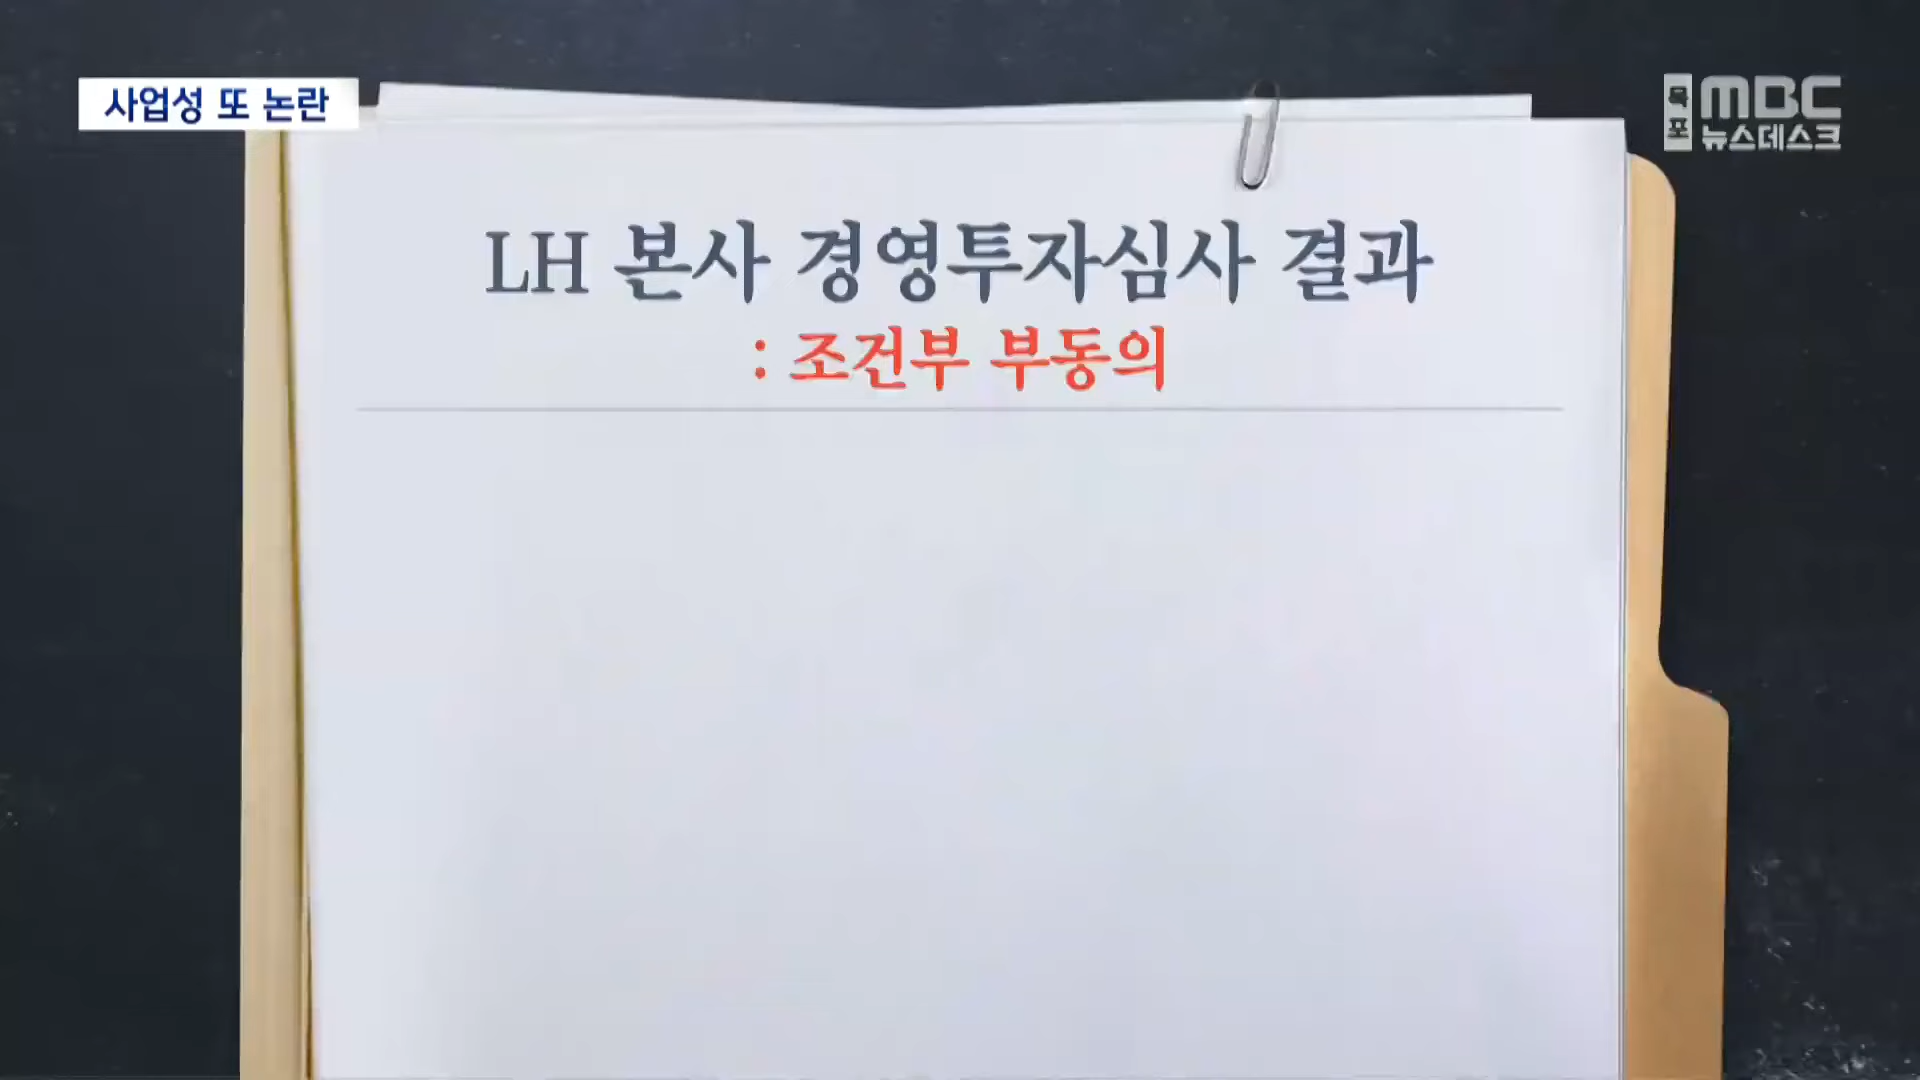 사업성 또 논란
목포
MBC
뉴스데스크
LH 본사 경영투자심사 결과
: 조건부 부동의